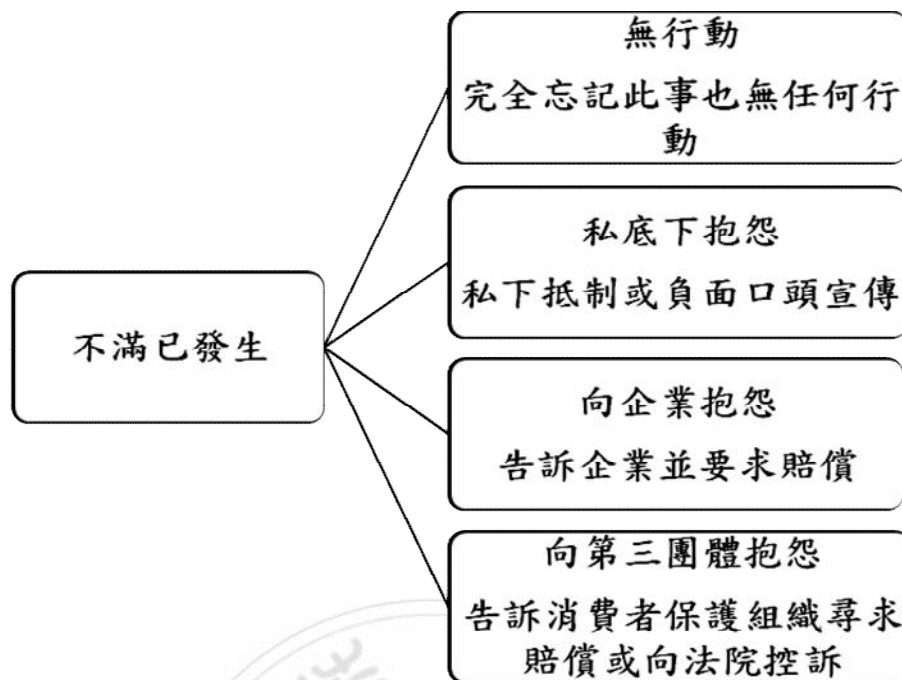 無行動
完全忘記此事也無任何行
動
私底下抱怨
私下抵制或負面口頭宣傳
不滿已發生
向企業抱怨
告訴企業並要求賠償
向第三團體抱怨
告訴消費者保護組織尋求
賠償或向法院控訴